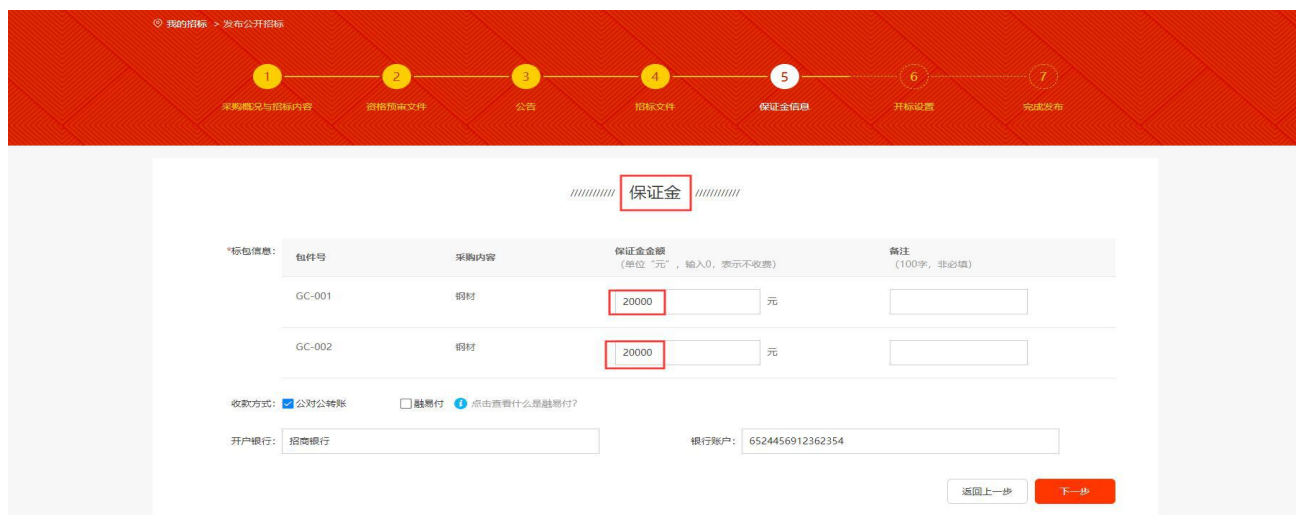 我的招标 > 发布公开招标
1 2 3 4 5 6 7
采购概况与招标内容 资格预审文件 公告 招标文件 保证金信息 开标设置 完成发布
//////////// 保证金 ////////////
*标包信息: 包件号 采购内容 保证金金额 备注
(单位“元”, 输入0, 表示不收费) (100字, 非必填)
GC-001 钢材 20000 元
GC-002 钢材 20000 元
收款方式: 公对公转账 融易付 i 点击查看什么是融易付?
开户银行: 招商银行 银行账户: 6524456912362354
返回上一步 下一步